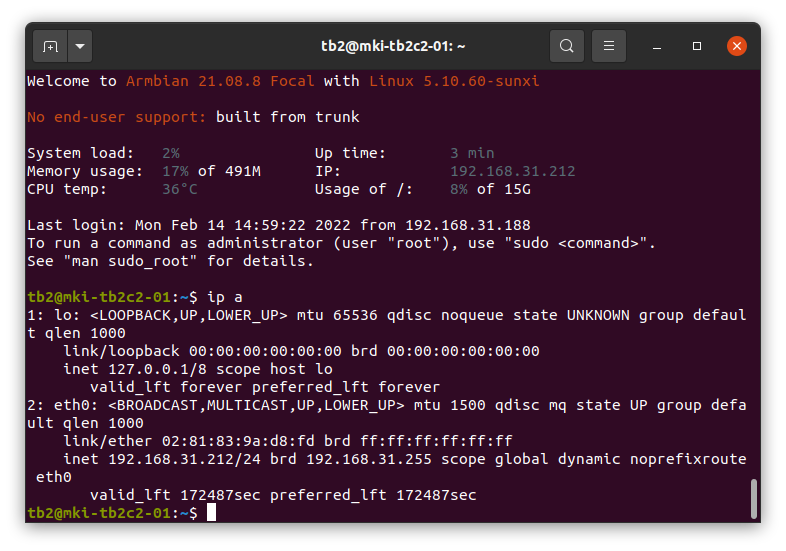 tb2@mki-tb2c2-01: ~
Welcome to Armbian 21.08.8 Focal with Linux 5.10.60-sunxi
No end-user support: built from trunk
System load:   2%               Up time:       3 min
Memory usage:  17% of 491M      IP:            192.168.31.212
CPU temp:      36°C             Usage of /:    8% of 15G
Last login: Mon Feb 14 14:59:22 2022 from 192.168.31.188
To run a command as administrator (user "root"), use "sudo <command>".
See "man sudo_root" for details.
tb2@mki-tb2c2-01:~$ ip a
1: lo: <LOOPBACK,UP,LOWER_UP> mtu 65536 qdisc noqueue state UNKNOWN group defaul
t qlen 1000
    link/loopback 00:00:00:00:00:00 brd 00:00:00:00:00:00
    inet 127.0.0.1/8 scope host lo
       valid_lft forever preferred_lft forever
2: eth0: <BROADCAST,MULTICAST,UP,LOWER_UP> mtu 1500 qdisc mq state UP group defa
ult qlen 1000
    link/ether 02:81:83:9a:d8:fd brd ff:ff:ff:ff:ff:ff
    inet 192.168.31.212/24 brd 192.168.31.255 scope global dynamic noprefixroute
 eth0
       valid_lft 172487sec preferred_lft 172487sec
tb2@mki-tb2c2-01:~$